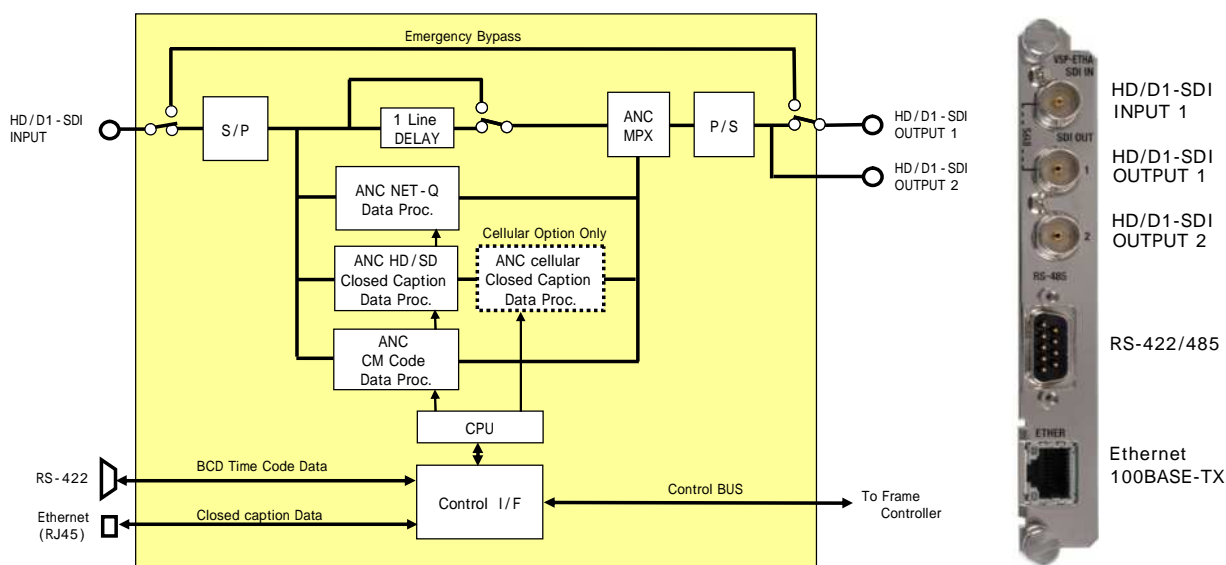 Emergency Bypass
HD/D1-SDI
INPUT
S/P
1 Line
DELAY
ANC
MPX
P/S
HD/D1-SDI
OUTPUT 1
HD/D1-SDI
OUTPUT 2
ANC NET-Q
Data Proc.
Cellular Option Only
ANC HD/SD
Closed Caption
Data Proc.
ANC cellular
Closed Caption
Data Proc.
ANC
CM Code
Data Proc.
CPU
RS-422
BCD Time Code Data
Control I/F
Control BUS
To Frame
Controller
Ethernet
(RJ45)
Closed caption Data
VSP-ETHA
SDI IN
BYPS
SDI OUT
1
2
RS-485
ETHER
HD/D1-SDI
INPUT 1
HD/D1-SDI
OUTPUT 1
HD/D1-SDI
OUTPUT 2
RS-422/485
Ethernet
100BASE-TX